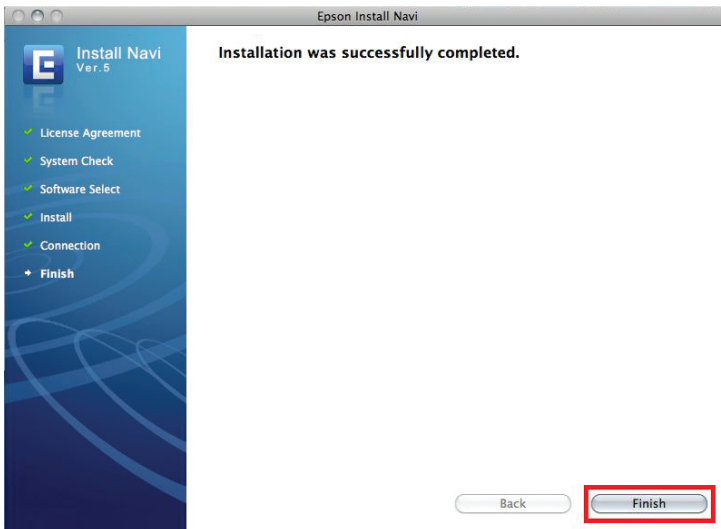 Epson Install Navi
E
Install Navi
Ver.5
License Agreement
System Check
Software Select
Install
Connection
Finish
Installation was successfully completed.
Back
Finish